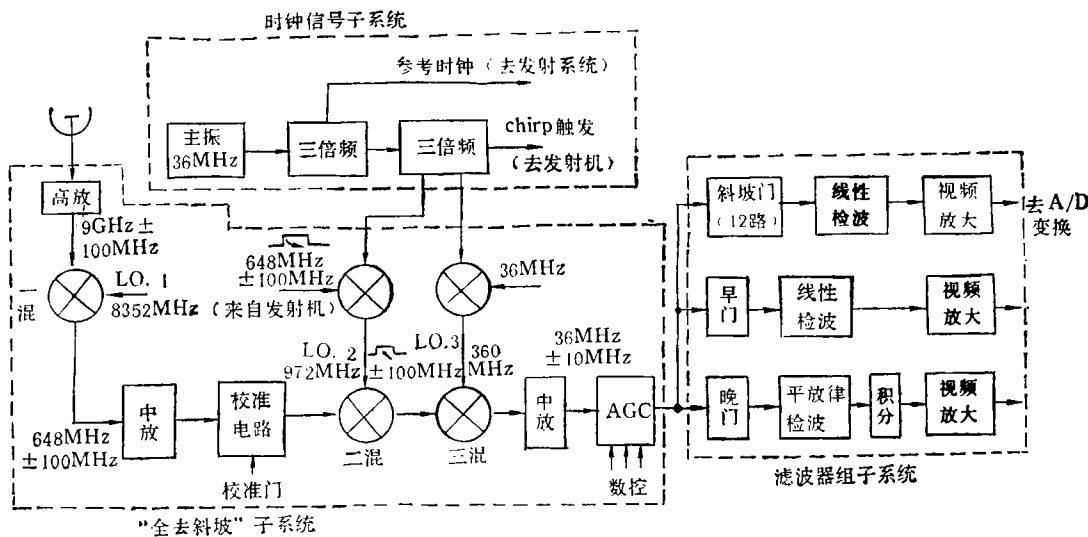 时钟信号子系统
参考时钟（去发射系统）
主振
36MHz
三倍频
三倍频
chirp触发
（去发射机）
高放
9GHz±
100MHz
一混
LO. 1
8352MHz
648MHz
±100MHz
（来自发射机）
36MHz
LO. 2
972MHz
±100MHz
LO.3
360
MHz
36MHz
±10MHz
648MHz
±100MHz
中放
校准
电路
校准门
二混
三混
中放
AGC
数控
"全去斜坡"子系统
斜坡门
（12路）
线性
检波
视频
放大
去A/D
变换
早门
线性
检波
视频
放大
晚门
平放律
检波
积分
视频
放大
滤波器组子系统